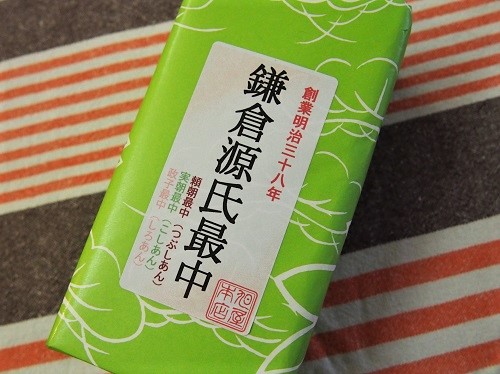 創業明治三十八年
鎌倉源氏最中
頼朝最中(つぶしあん)
実朝最中(こしあん)
政子最中(しろあん)
旭屋本店